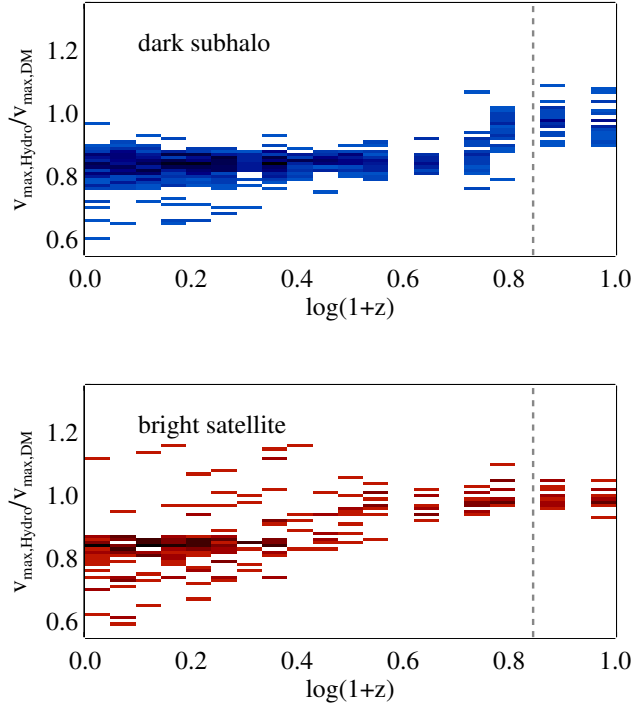 dark subhalo
v_max,Hydro/v_max,DM
1.2
1.0
0.8
0.6
0.0 0.2 0.4 0.6 0.8 1.0
log(1+z)
bright satellite
v_max,Hydro/v_max,DM
1.2
1.0
0.8
0.6
0.0 0.2 0.4 0.6 0.8 1.0
log(1+z)